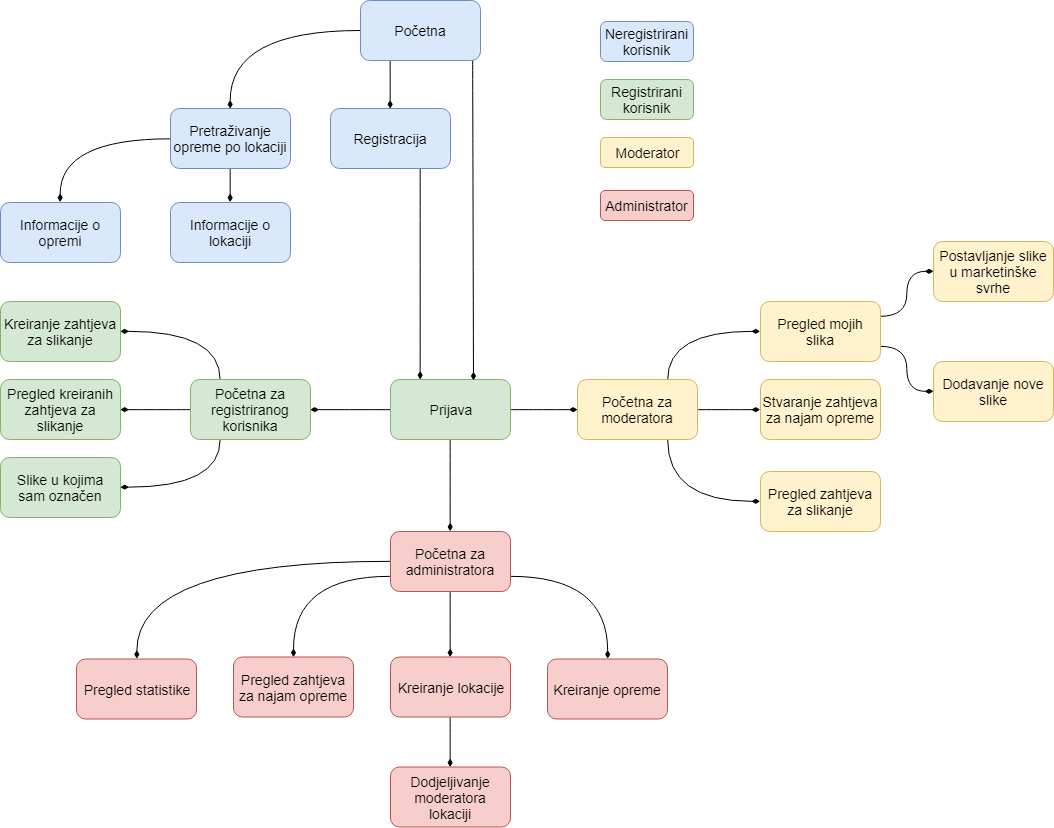 Početna
Neregistrirani
korisnik
Registrirani
korisnik
Moderator
Administrator
Pretraživanje
opreme po lokaciji
Registracija
Informacije o
opremi
Informacije o
lokaciji
Postavljanje slike
u marketinške
svrhe
Kreiranje zahtjeva
za slikanje
Pregled mojih
slika
Dodavanje nove
slike
Pregled kreiranih
zahtjeva za
slikanje
Početna za
registriranog
korisnika
Prijava
Početna za
moderatora
Stvaranje zahtjeva
za najam opreme
Slike u kojima
sam označen
Pregled zahtjeva
za slikanje
Početna za
administratora
Pregled statistike
Pregled zahtjeva
za najam opreme
Kreiranje lokacije
Kreiranje opreme
Dodjeljivanje
moderatora
lokaciji